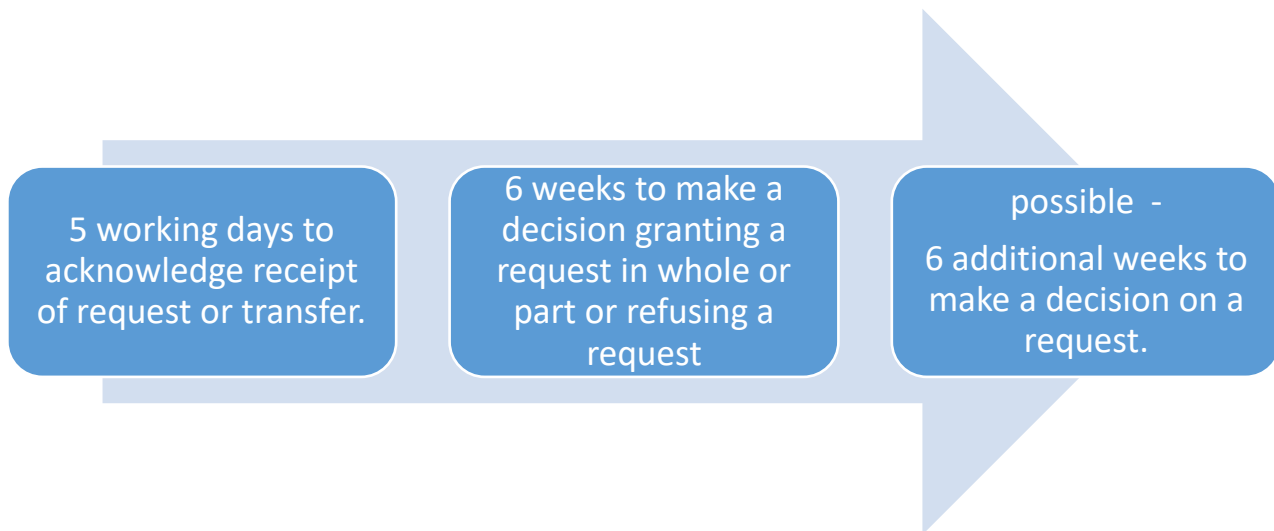 5 working days to
acknowledge receipt
of request or transfer.
6 weeks to make a
decision granting a
request in whole or
part or refusing a
request
possible -
6 additional weeks to
make a decision on a
request.